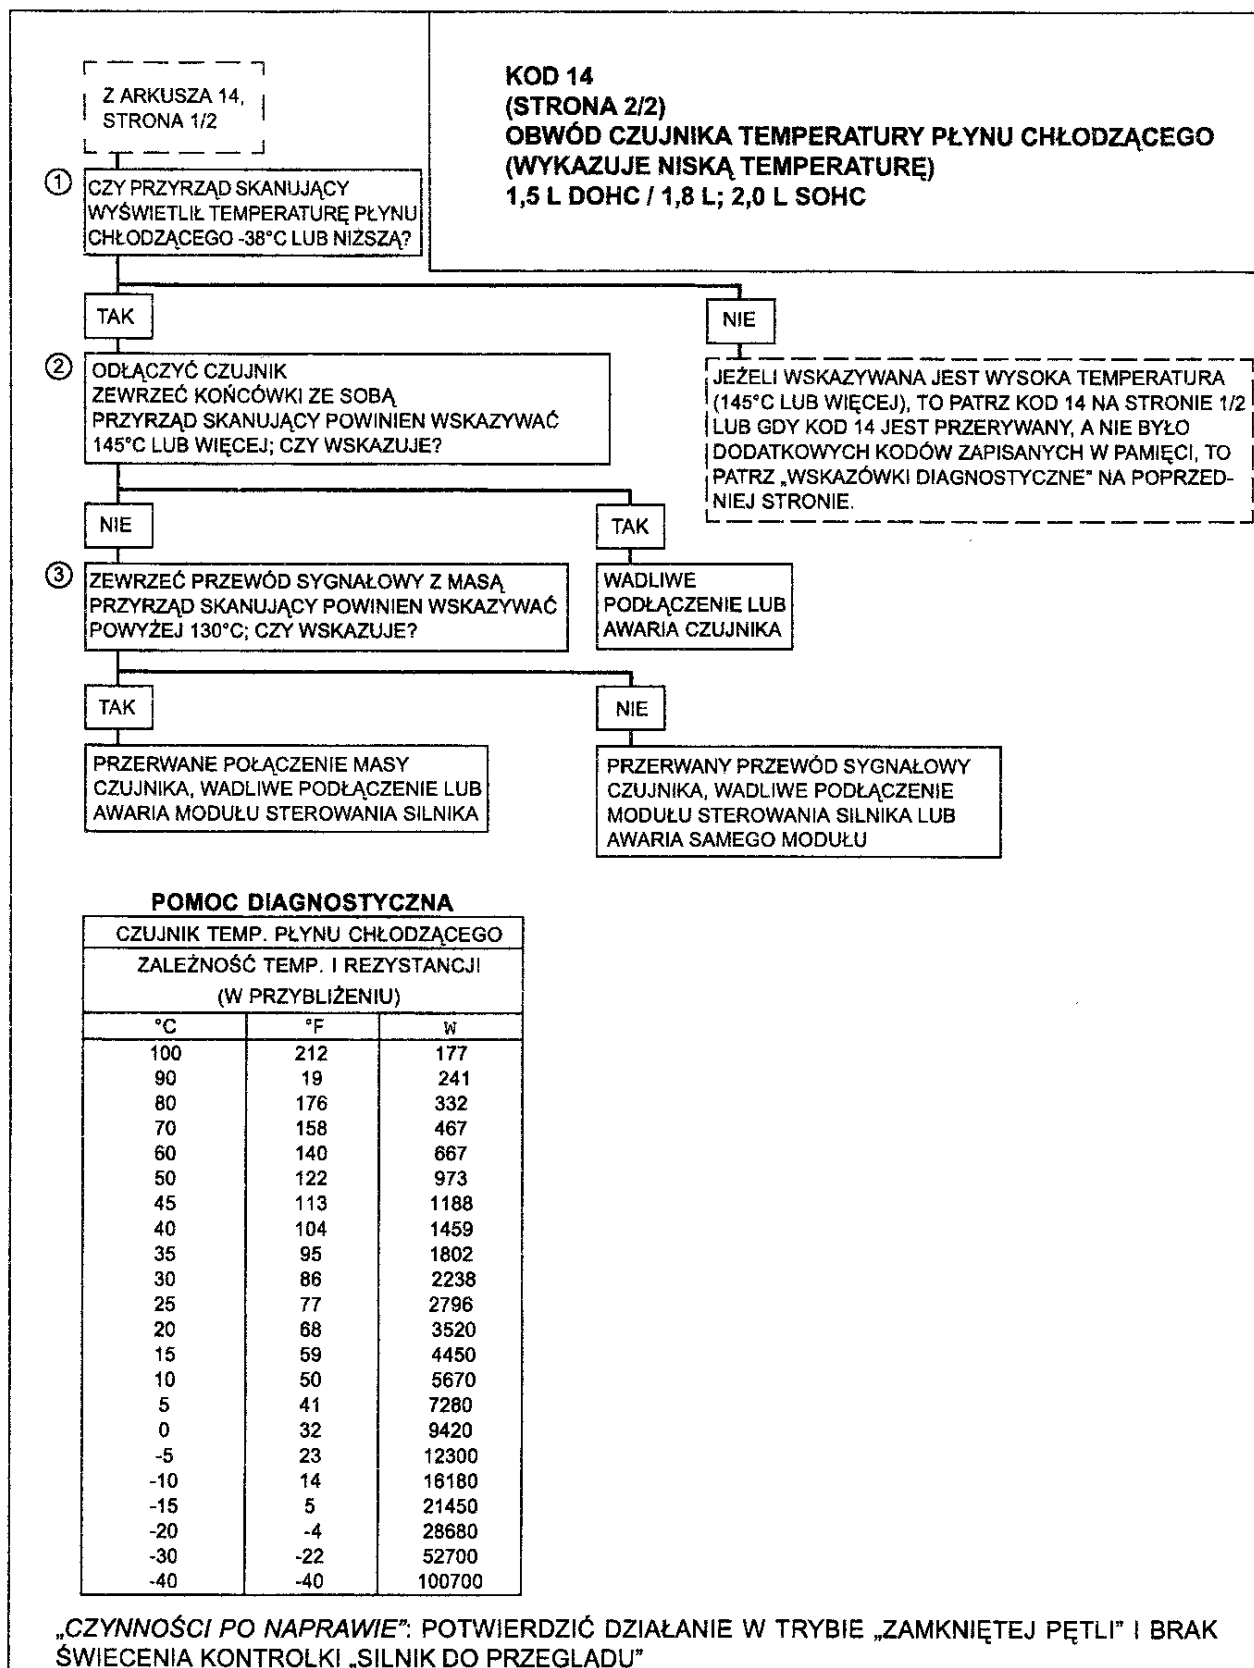 Z ARKUSZA 14,
STRONA 1/2
KOD 14
(STRONA 2/2)
OBWÓD CZUJNIKA TEMPERATURY PŁYNU CHŁODZĄCEGO
(WYKAZUJE NISKĄ TEMPERATURĘ)
1,5 L DOHC / 1,8 L; 2,0 L SOHC
1 CZY PRZYRZĄD SKANUJĄCY
WYŚWIETLIŁ TEMPERATURĘ PŁYNU
CHŁODZĄCEGO -38°C LUB NIŻSZĄ?
TAK
NIE
2 ODŁĄCZYĆ CZUJNIK
ZEWRZEĆ KOŃCÓWKI ZE SOBĄ
PRZYRZĄD SKANUJĄCY POWINIEN WSKAZYWAĆ
145°C LUB WIĘCEJ; CZY WSKAZUJE?
JEŻELI WSKAZYWANA JEST WYSOKA TEMPERATURA
(145°C LUB WIĘCEJ), TO PATRZ KOD 14 NA STRONIE 1/2
LUB GDY KOD 14 JEST PRZERYWANY, A NIE BYŁO
DODATKOWYCH KODÓW ZAPISANYCH W PAMIĘCI, TO
PATRZ „WSKAZÓWKI DIAGNOSTYCZNE” NA POPRZED-
NIEJ STRONIE.
NIE
TAK
3 ZEWRZEĆ PRZEWÓD SYGNAŁOWY Z MASĄ
PRZYRZĄD SKANUJĄCY POWINIEN WSKAZYWAĆ
POWYŻEJ 130°C; CZY WSKAZUJE?
WADLIWE
PODŁĄCZENIE LUB
AWARIA CZUJNIKA
TAK
NIE
PRZERWANE POŁĄCZENIE MASY
CZUJNIKA, WADLIWE PODŁĄCZENIE LUB
AWARIA MODUŁU STEROWANIA SILNIKA
PRZERWANY PRZEWÓD SYGNAŁOWY
CZUJNIKA, WADLIWE PODŁĄCZENIE
MODUŁU STEROWANIA SILNIKA LUB
AWARIA SAMEGO MODUŁU
POMOC DIAGNOSTYCZNA
CZUJNIK TEMP. PŁYNU CHŁODZĄCEGO
ZALEŻNOŚĆ TEMP. I REZYSTANCJI
(W PRZYBLIŻENIU)
°C °F W
100 212 177
90 19 241
80 176 332
70 158 467
60 140 667
50 122 973
45 113 1188
40 104 1459
35 95 1802
30 86 2238
25 77 2796
20 68 3520
15 59 4450
10 50 5670
5 41 7280
0 32 9420
-5 23 12300
-10 14 16180
-15 5 21450
-20 -4 28680
-30 -22 52700
-40 -40 100700
„CZYNNOŚCI PO NAPRAWIE”: POTWIERDZIĆ DZIAŁANIE W TRYBIE „ZAMKNIĘTEJ PĘTLI” I BRAK
ŚWIECENIA KONTROLKI „SILNIK DO PRZEGLĄDU”